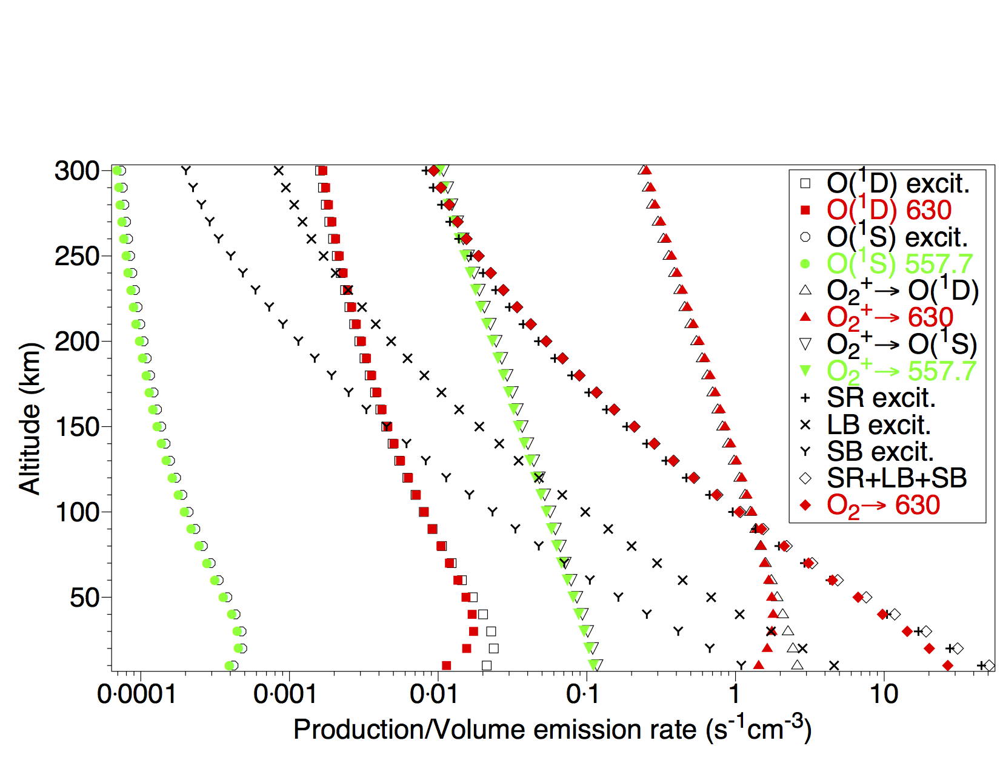 300
250
200
150
100
50
Altitude (km)
0·0001
0·001
0·01
0·1
1
10
Production/Volume emission rate (s⁻¹cm⁻³)
O(¹D) excit.
O(¹D) 630
O(¹S) excit.
O(¹S) 557.7
O₂⁺→ O(¹D)
O₂⁺→ 630
O₂⁺→ O(¹S)
O₂⁺→ 557.7
SR excit.
LB excit.
SB excit.
SR+LB+SB
O₂→ 630